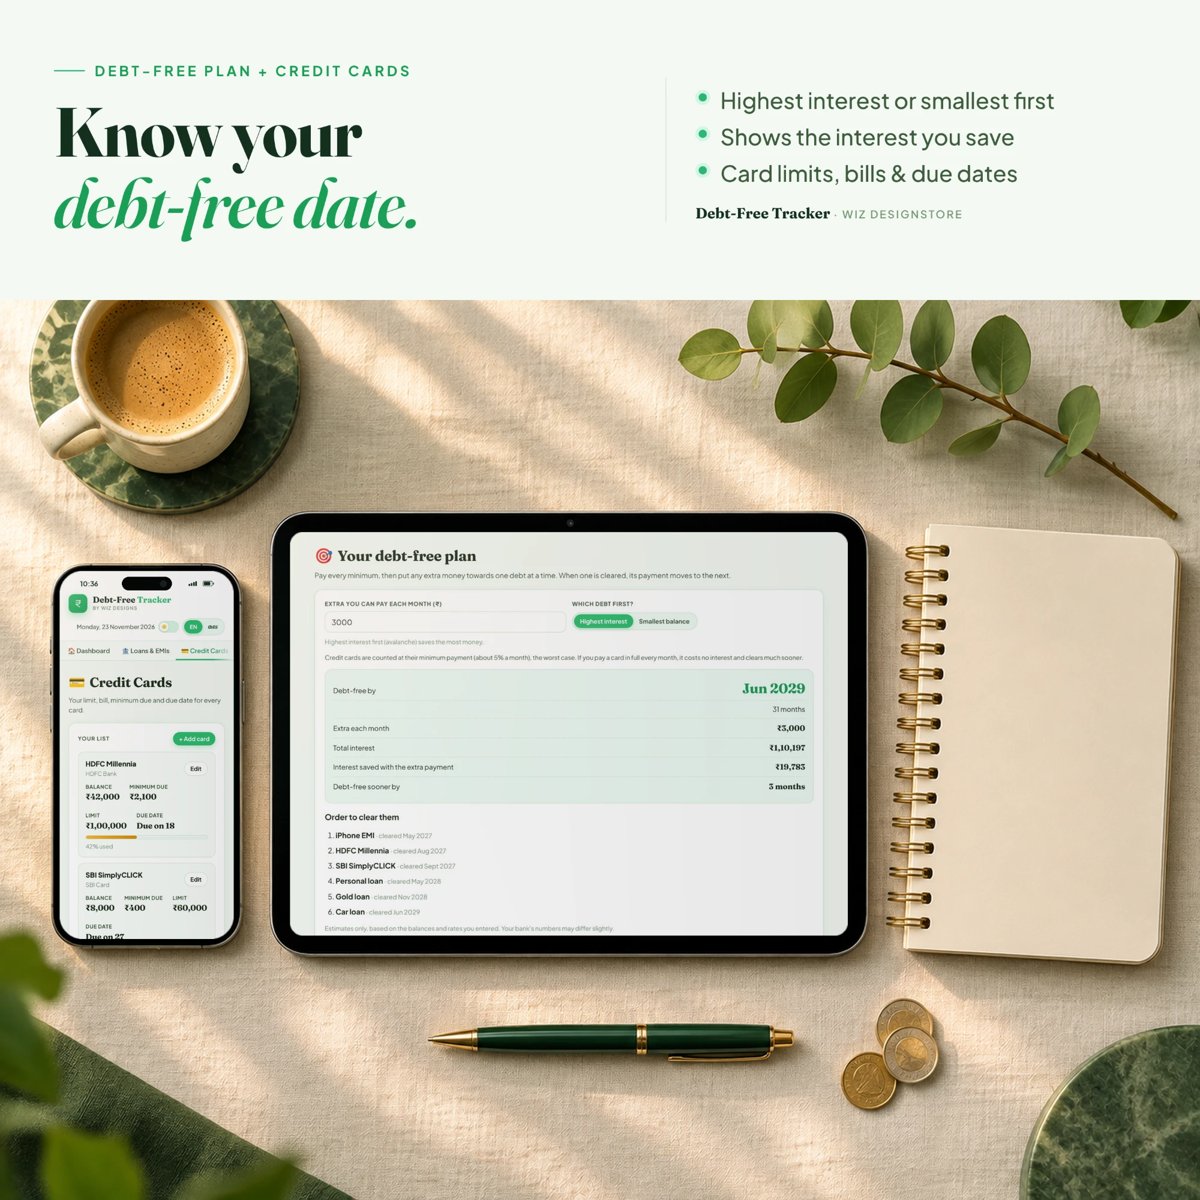 DEBT-FREE PLAN + CREDIT CARDS
Know your
debt-free date.
Highest interest or smallest first
Shows the interest you save
Card limits, bills & due dates
Debt-Free Tracker · WIZ DESIGNSTORE
10:36
₹
Debt-Free Tracker
BY WIZ DESIGNS
Monday, 23 November 2026
EN
Dashboard
Loans & EMIs
Credit Cards
Credit Cards
Your limit, bill, minimum due and due date for every
card.
YOUR LIST
+ Add card
HDFC Millennia
HDFC Bank
Edit
BALANCE MINIMUM DUE
₹42,000 ₹2,100
LIMIT DUE DATE
₹1,00,000 Due on 18
42% used
SBI SimplyCLICK
SBI Card
Edit
BALANCE MINIMUM DUE LIMIT
₹8,000 ₹400 ₹60,000
DUE DATE
Due on 27
Your debt-free plan
Pay every minimum, then put any extra money towards one debt at a time. When one is cleared, its payment moves to the next.
EXTRA YOU CAN PAY EACH MONTH (₹) WHICH DEBT FIRST?
3000 Highest interest Smallest balance
Highest interest first (avalanche) saves the most money.
Credit cards are counted at their minimum payment (about 5% a month), the worst case. If you pay a card in full every month, it costs no interest and clears much sooner.
Debt-free by Jun 2029
31 months
Extra each month ₹3,000
Total interest ₹1,10,197
Interest saved with the extra payment ₹19,783
Debt-free sooner by 3 months
Order to clear them
1. iPhone EMI · cleared May 2027
2. HDFC Millennia · cleared Aug 2027
3. SBI SimplyCLICK · cleared Sept 2027
4. Personal loan · cleared May 2028
5. Gold loan · cleared Nov 2028
6. Car loan · cleared Jun 2029
Estimates only, based on the balances and rates you entered. Your bank's numbers may differ slightly.